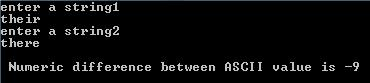 enter a string1
their
enter a string2
there
Numeric difference between ASCII value is -9